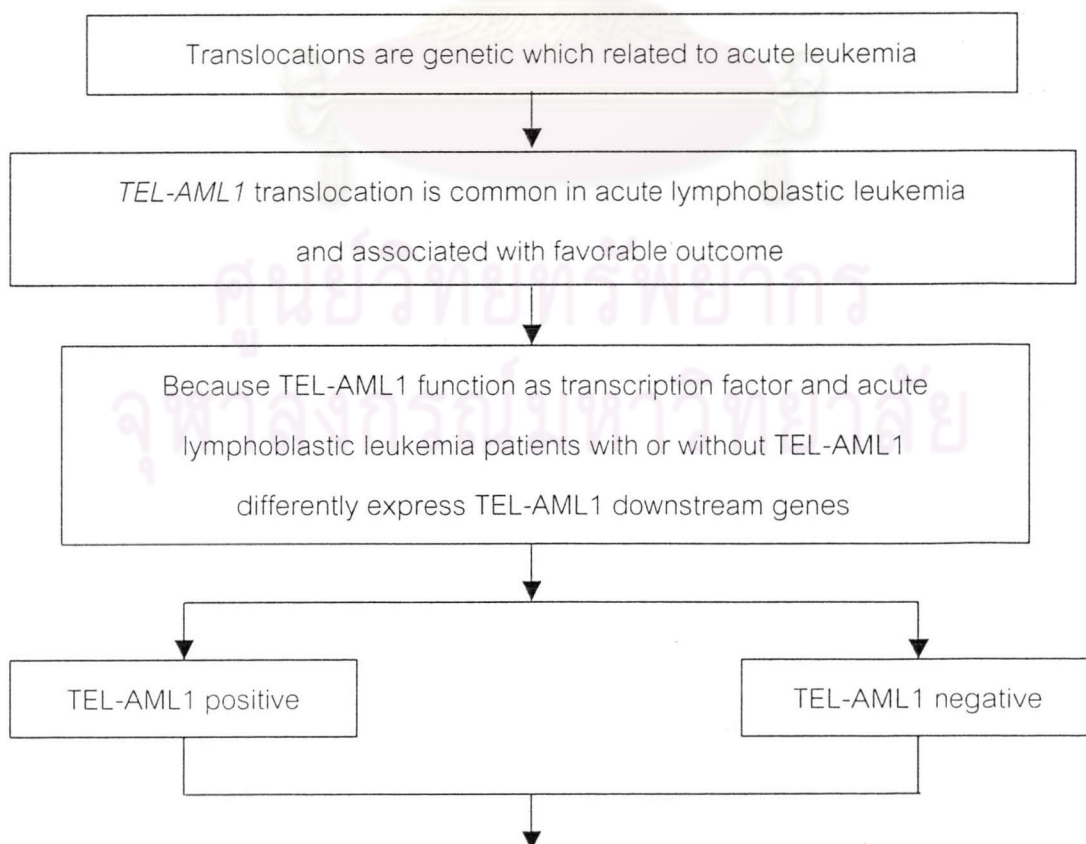 Translocations are genetic which related to acute leukemia
TEL-AML1 translocation is common in acute lymphoblastic leukemia
and associated with favorable outcome
ศูนย์วิทยทรัพยากร
Because TEL-AML1 function as transcription factor and acute
จุฬาลงกรณ์มหาวิทยาลัย
lymphoblastic leukemia patients with or without TEL-AML1
differently express TEL-AML1 downstream genes
TEL-AML1 positive
TEL-AML1 negative